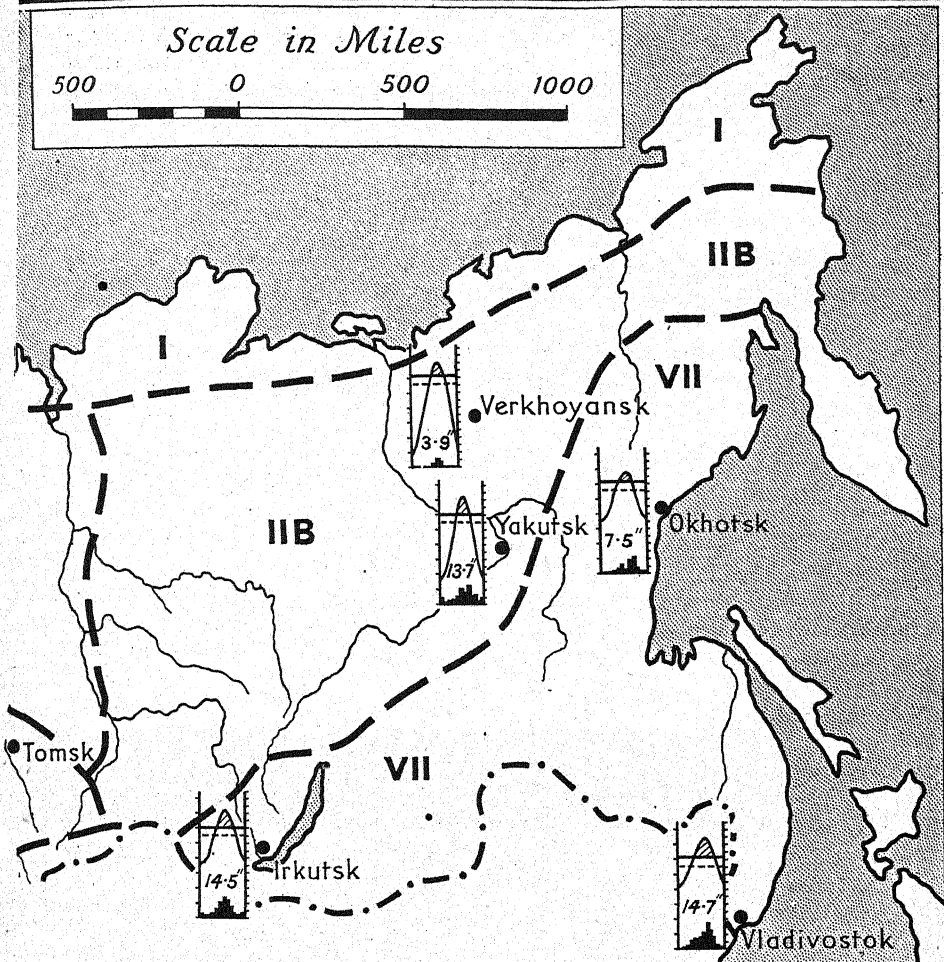 Scale in Miles
500 0 500 1000
I
IIB
I
VII
Verkhoyansk
3·9"
IIB
Yakutsk
13·7"
Okhotsk
7·5"
Tomsk
VII
Irkutsk
14·5"
14·7"
Vladivostok